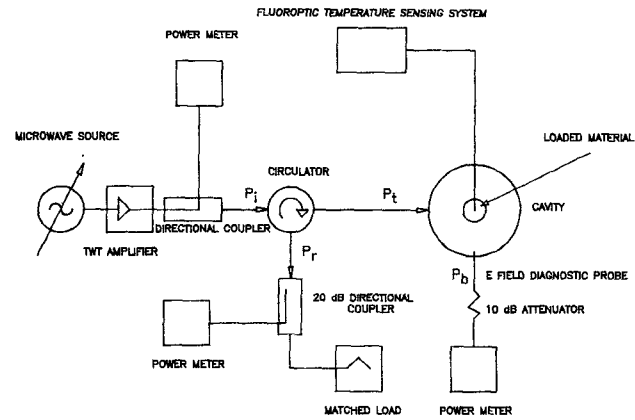 FLUOROPTIC TEMPERATURE SENSING SYSTEM
POWER METER
MICROWAVE SOURCE
LOADED MATERIAL
CIRCULATOR
Pi
Pt
CAVITY
DIRECTIONAL COUPLER
TWT AMPLIFIER
Pr
Pb
E FIELD DIAGNOSTIC PROBE
20 dB DIRECTIONAL
COUPLER
10 dB ATTENUATOR
POWER METER
MATCHED LOAD
POWER METER